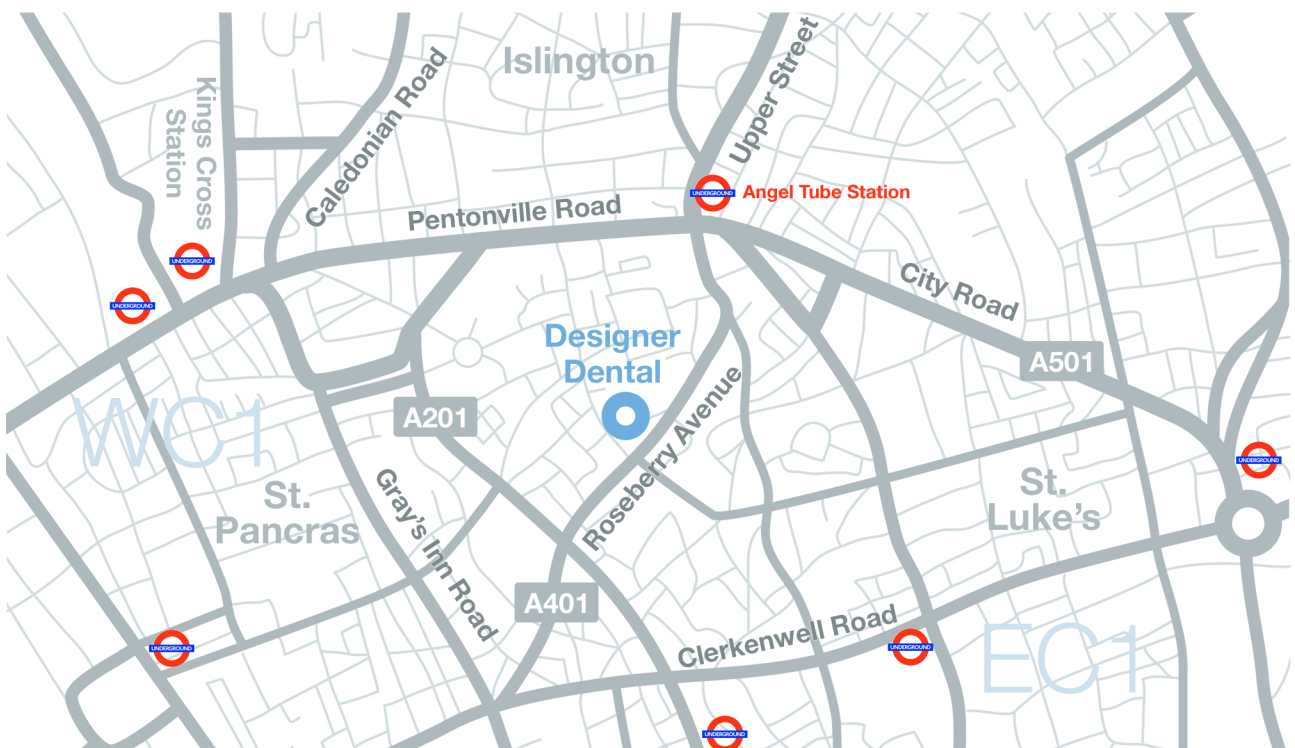 Islington
Kings Cross
Station
Caledonian Road
Upper Street
UNDERGROUND
Angel Tube Station
Pentonville Road
UNDERGROUND
UNDERGROUND
City Road
Designer
Dental
A501
WC1
A201
Roseberry Avenue
UNDERGROUND
St.
Pancras
Gray's Inn Road
St.
Luke's
A401
Clerkenwell Road
UNDERGROUND
UNDERGROUND
EC1
UNDERGROUND